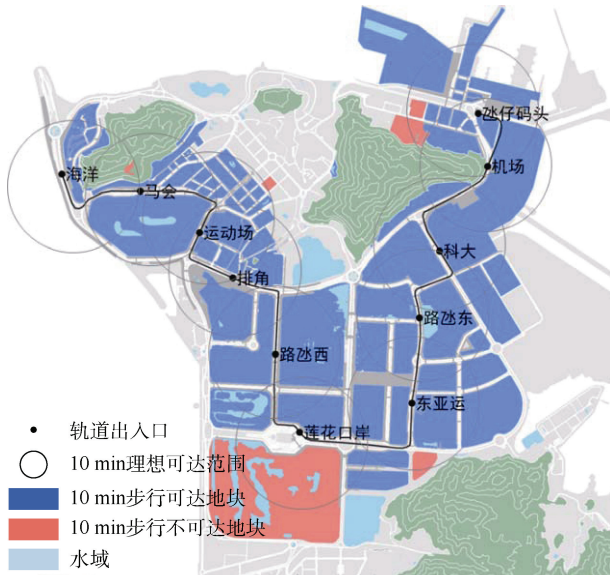 氹仔码头
机场
海洋
马会
运动场
科大
排角
路氹东
路氹西
东亚运
莲花口岸
轨道出入口
10 min理想可达范围
10 min步行可达地块
10 min步行不可达地块
水域